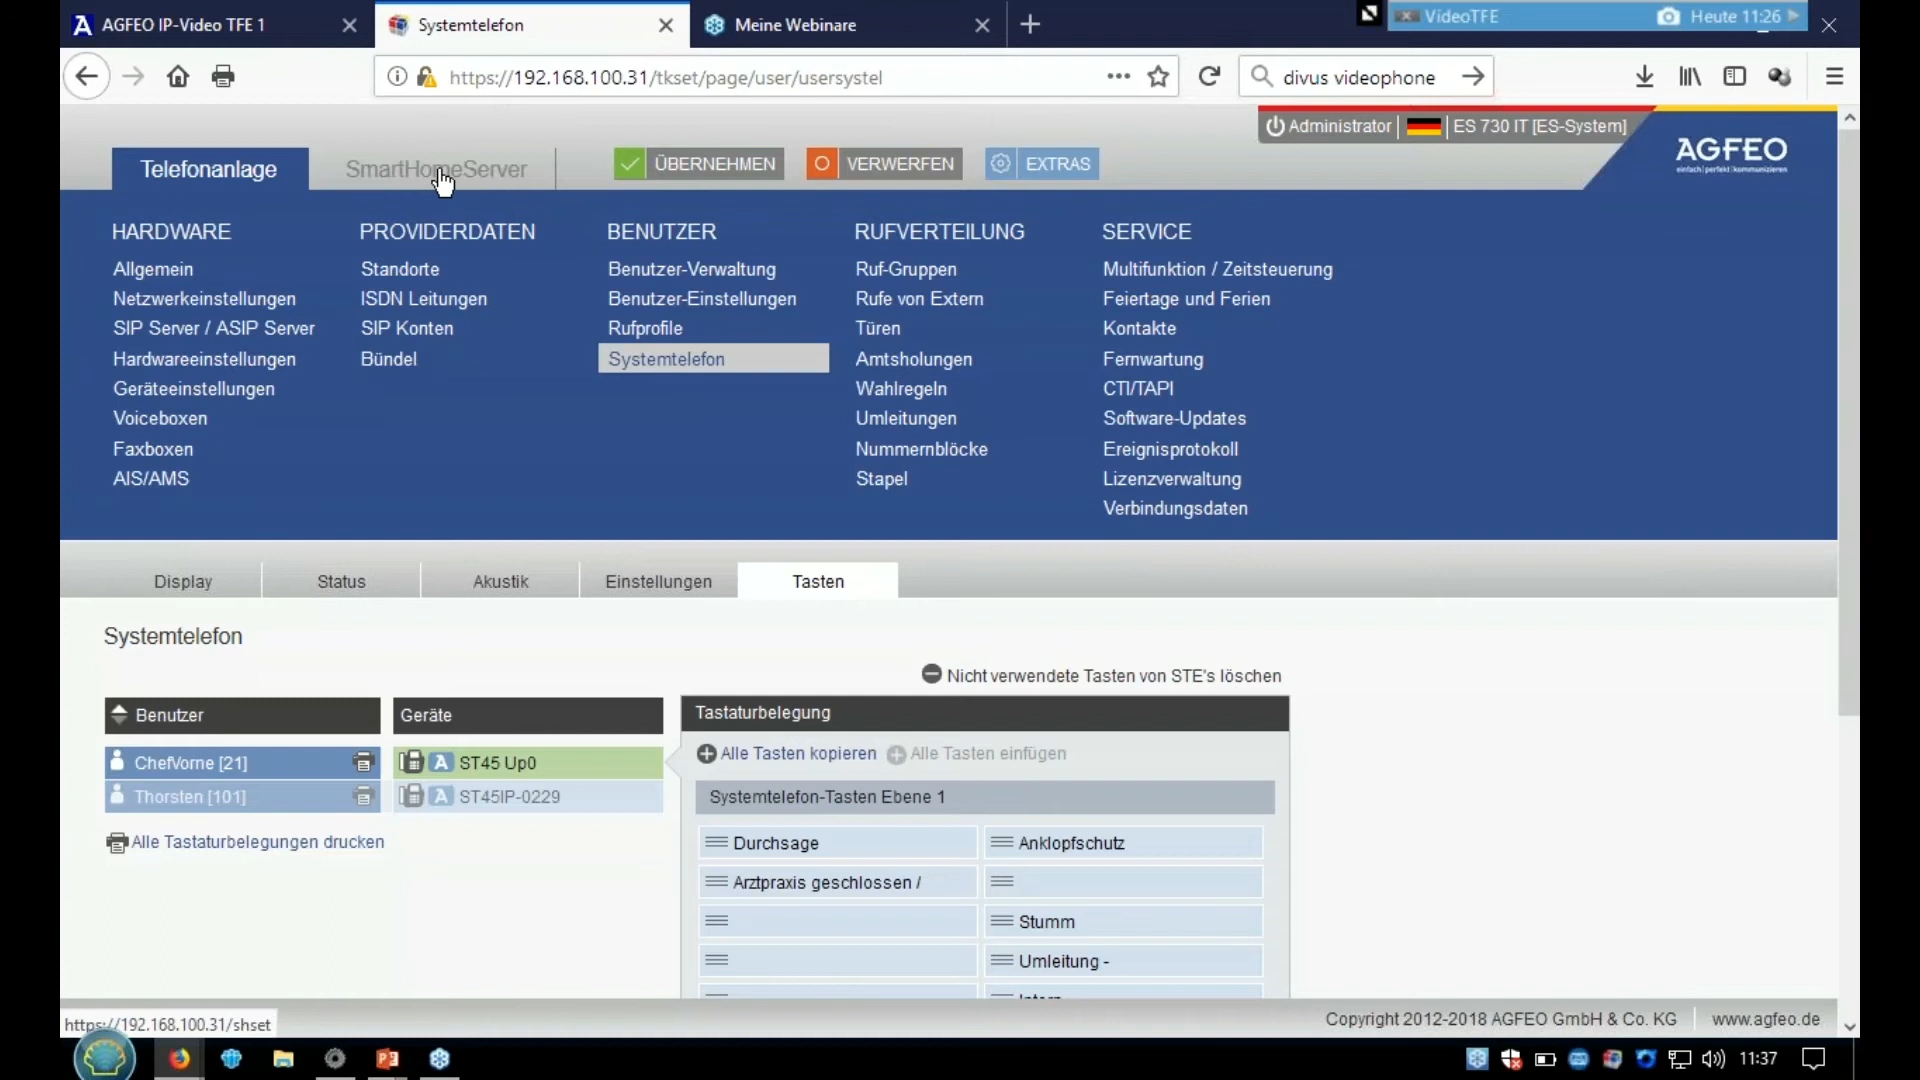 AGFEO IP-Video TFE 1
Systemtelefon
Meine Webinare
VideoTFE
Heute 11:26
https://192.168.100.31/tkset/page/user/usersystel
divus videophone
Administrator
ES 730 IT [ES-System]
AGFEO
einfach|perfekt|kommunizieren
Telefonanlage
SmartHomeServer
ÜBERNEHMEN
VERWERFEN
EXTRAS
HARDWARE
Allgemein
Netzwerkeinstellungen
SIP Server / ASIP Server
Hardwareeinstellungen
Geräteeinstellungen
Voiceboxen
Faxboxen
AIS/AMS
PROVIDERDATEN
Standorte
ISDN Leitungen
SIP Konten
Bündel
BENUTZER
Benutzer-Verwaltung
Benutzer-Einstellungen
Rufprofile
Systemtelefon
RUFVERTEILUNG
Ruf-Gruppen
Rufe von Extern
Türen
Amtsholungen
Wahlregeln
Umleitungen
Nummernblöcke
Stapel
SERVICE
Multifunktion / Zeitsteuerung
Feiertage und Ferien
Kontakte
Fernwartung
CTI/TAPI
Software-Updates
Ereignisprotokoll
Lizenzverwaltung
Verbindungsdaten
Display
Status
Akustik
Einstellungen
Tasten
Systemtelefon
Nicht verwendete Tasten von STE's löschen
Benutzer
Geräte
Tastaturbelegung
ChefVorne [21]
A ST45 Up0
Thorsten [101]
A ST45IP-0229
Alle Tastaturbelegungen drucken
Alle Tasten kopieren
Alle Tasten einfügen
Systemtelefon-Tasten Ebene 1
Durchsage
Anklopfschutz
Arztpraxis geschlossen /
Stumm
Umleitung -
Intern
https://192.168.100.31/shset
Copyright 2012-2018 AGFEO GmbH & Co. KG
www.agfeo.de
11:37